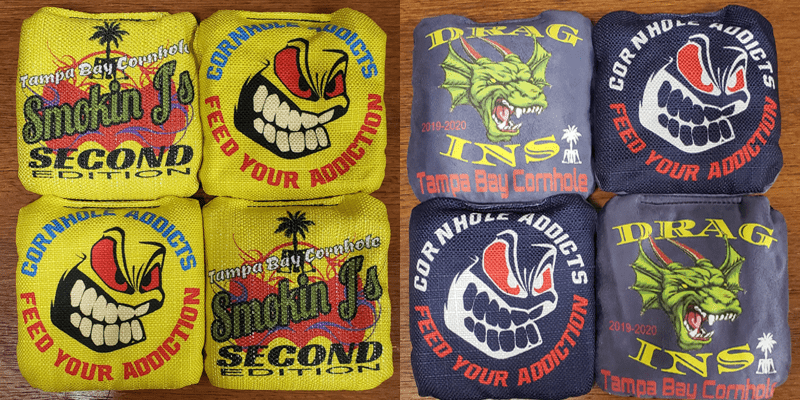 Tampa Bay Cornhole
Smokin J's
SECOND
EDITION
CORNHOLE ADDICTS
FEED YOUR ADDICTION
CORNHOLE ADDICTS
FEED YOUR ADDICTION
Tampa Bay Cornhole
Smokin J's
SECOND
EDITION
DRAG
2019-2020
INS
Tampa Bay Cornhole
CORNHOLE ADDICTS
FEED YOUR ADDICTION
CORNHOLE ADDICTS
FEED YOUR ADDICTION
DRAG
2019-2020
INS
Tampa Bay Cornhole